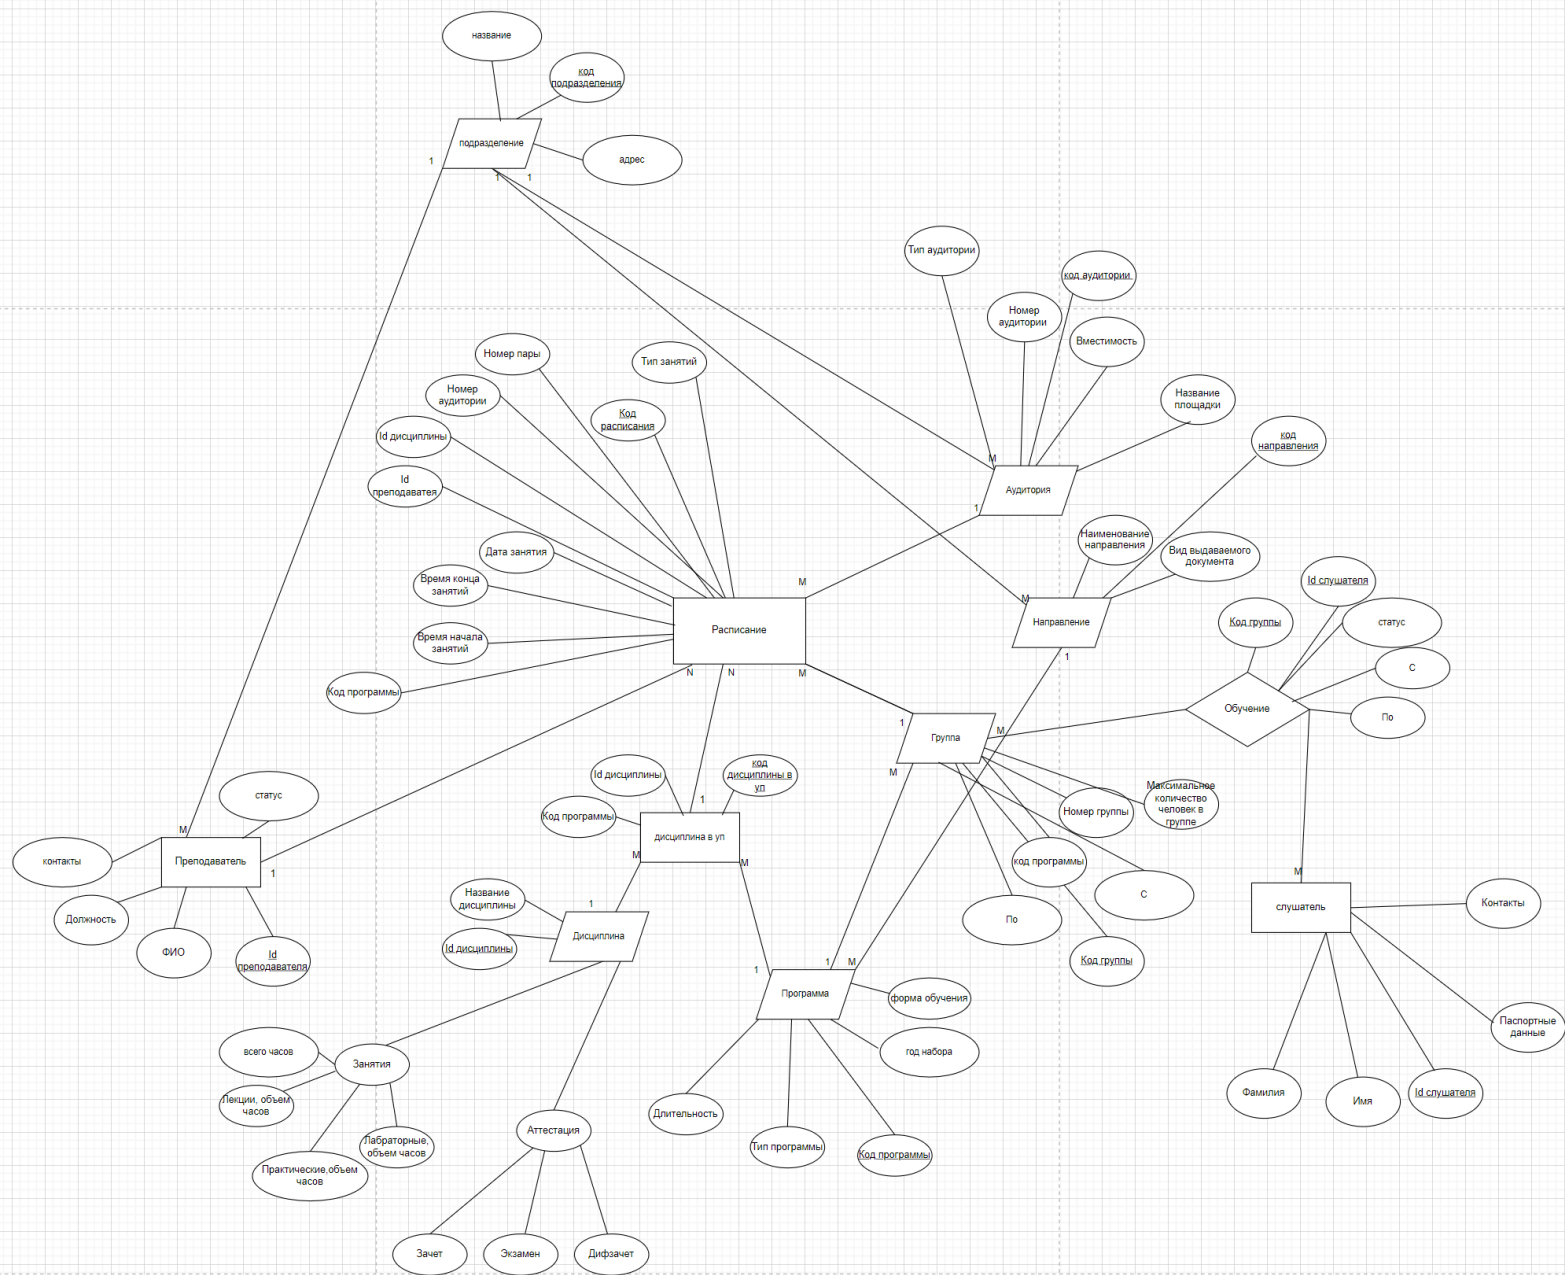 название
код
подразделения
подразделение
адрес
1
1
1
Тип аудитории
код аудитории
Номер
аудитории
Вместимость
Название
площадки
код
направления
Номер пары
Тип занятий
Номер
аудитории
Код
расписания
Id дисциплины
Id
преподавателя
М
Аудитория
1
Дата занятия
Наименование
направления
Вид выдаваемого
документа
Время конца
занятий
М
Id слушателя
М
Расписание
Направление
Код группы
статус
Время начала
занятий
1
С
N
N
М
Код программы
Обучение
По
1
Группа
М
М
Id дисциплины
код
дисциплины в
уп
статус
1
Максимальное
количество
человек в
группе
Номер группы
Код программы
М
дисциплина в уп
М
М
контакты
Преподаватель
1
код программы
М
С
Название
дисциплины
1
слушатель
Контакты
Должность
По
Дисциплина
Id дисциплины
ФИО
Id
преподавателя
Код группы
1
1
М
Программа
форма обучения
Паспортные
данные
всего часов
Занятия
год набора
Лекции, объем
часов
Фамилия
Имя
Id слушателя
Длительность
Аттестация
Лабраторные,
объем часов
Тип программы
Код программы
Практические,объем
часов
Зачет
Экзамен
Дифзачет